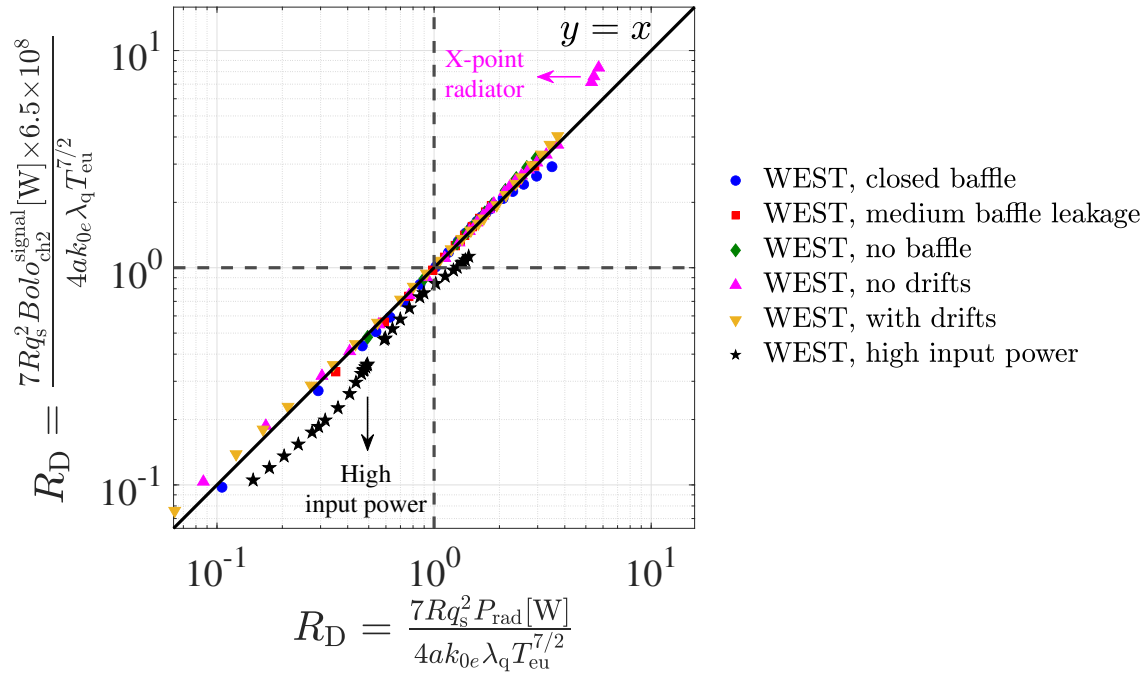 y = x
X-point
radiator
High
input power
10^1
10^0
10^-1
10^-1 10^0 10^1
R_D = 7Rq_s^2 Bolo_ch2^signal[W]×6.5×10^8 / 4ak_0e λ_q T_eu^7/2
R_D = 7Rq_s^2 P_rad[W] / 4ak_0e λ_q T_eu^7/2
WEST, closed baffle
WEST, medium baffle leakage
WEST, no baffle
WEST, no drifts
WEST, with drifts
WEST, high input power